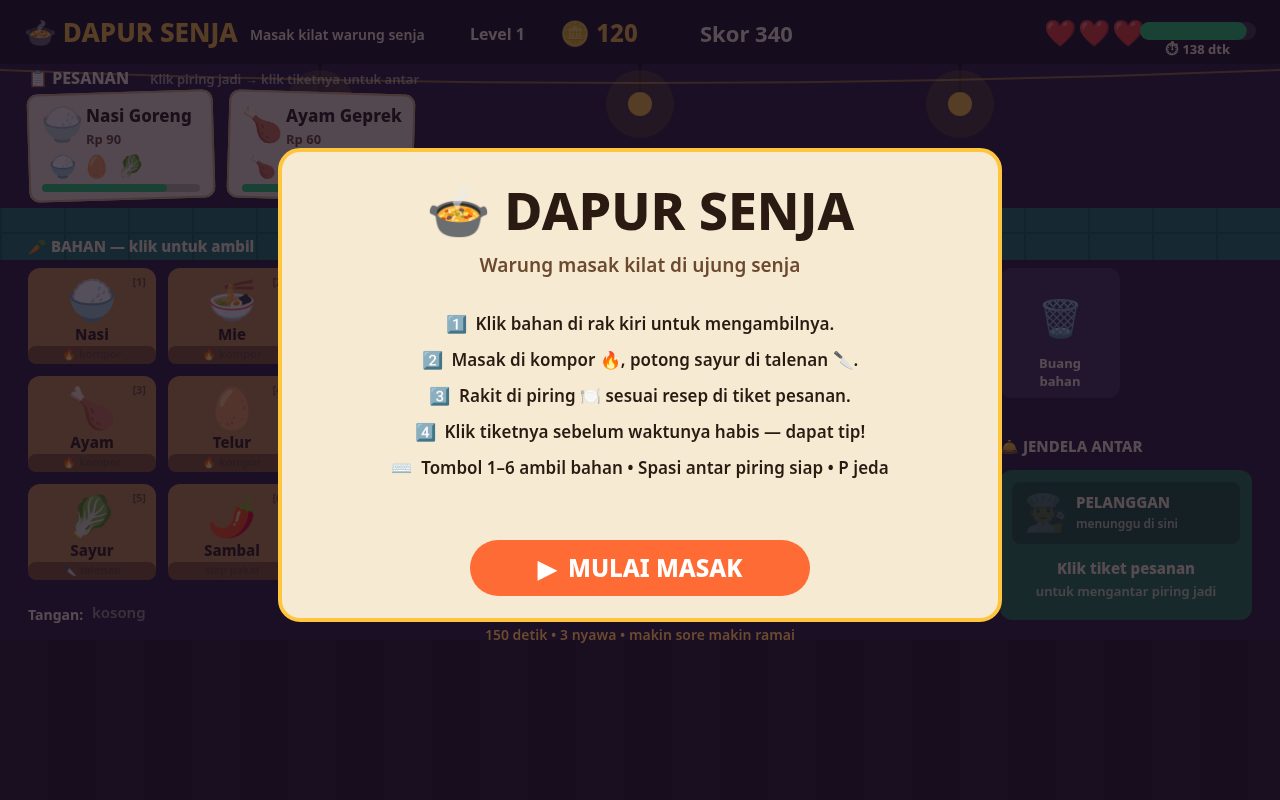 DAPUR SENJA
Masak kilat warung senja
Level 1
120
Skor 340
138 dtk
PESANAN
Klik piring jadi → klik tiketnya untuk antar
Nasi Goreng
Rp 90
Ayam Geprek
Rp 60
DAPUR SENJA
Warung masak kilat di ujung senja
1 Klik bahan di rak kiri untuk mengambilnya.
2 Masak di kompor 🔥, potong sayur di talenan 🔪.
3 Rakit di piring 🍽️ sesuai resep di tiket pesanan.
4 Klik tiketnya sebelum waktunya habis — dapat tip!
Tombol 1–6 ambil bahan • Spasi antar piring siap • P jeda
▶ MULAI MASAK
150 detik • 3 nyawa • makin sore makin ramai
BAHAN — klik untuk ambil
[1]
Nasi
kompor
Mie
kompor
[3]
Ayam
kompor
Telur
kompor
[5]
Sayur
talenan
Sambal
Tangan: kosong
Buang
bahan
JENDELA ANTAR
PELANGGAN
menunggu di sini
Klik tiket pesanan
untuk mengantar piring jadi